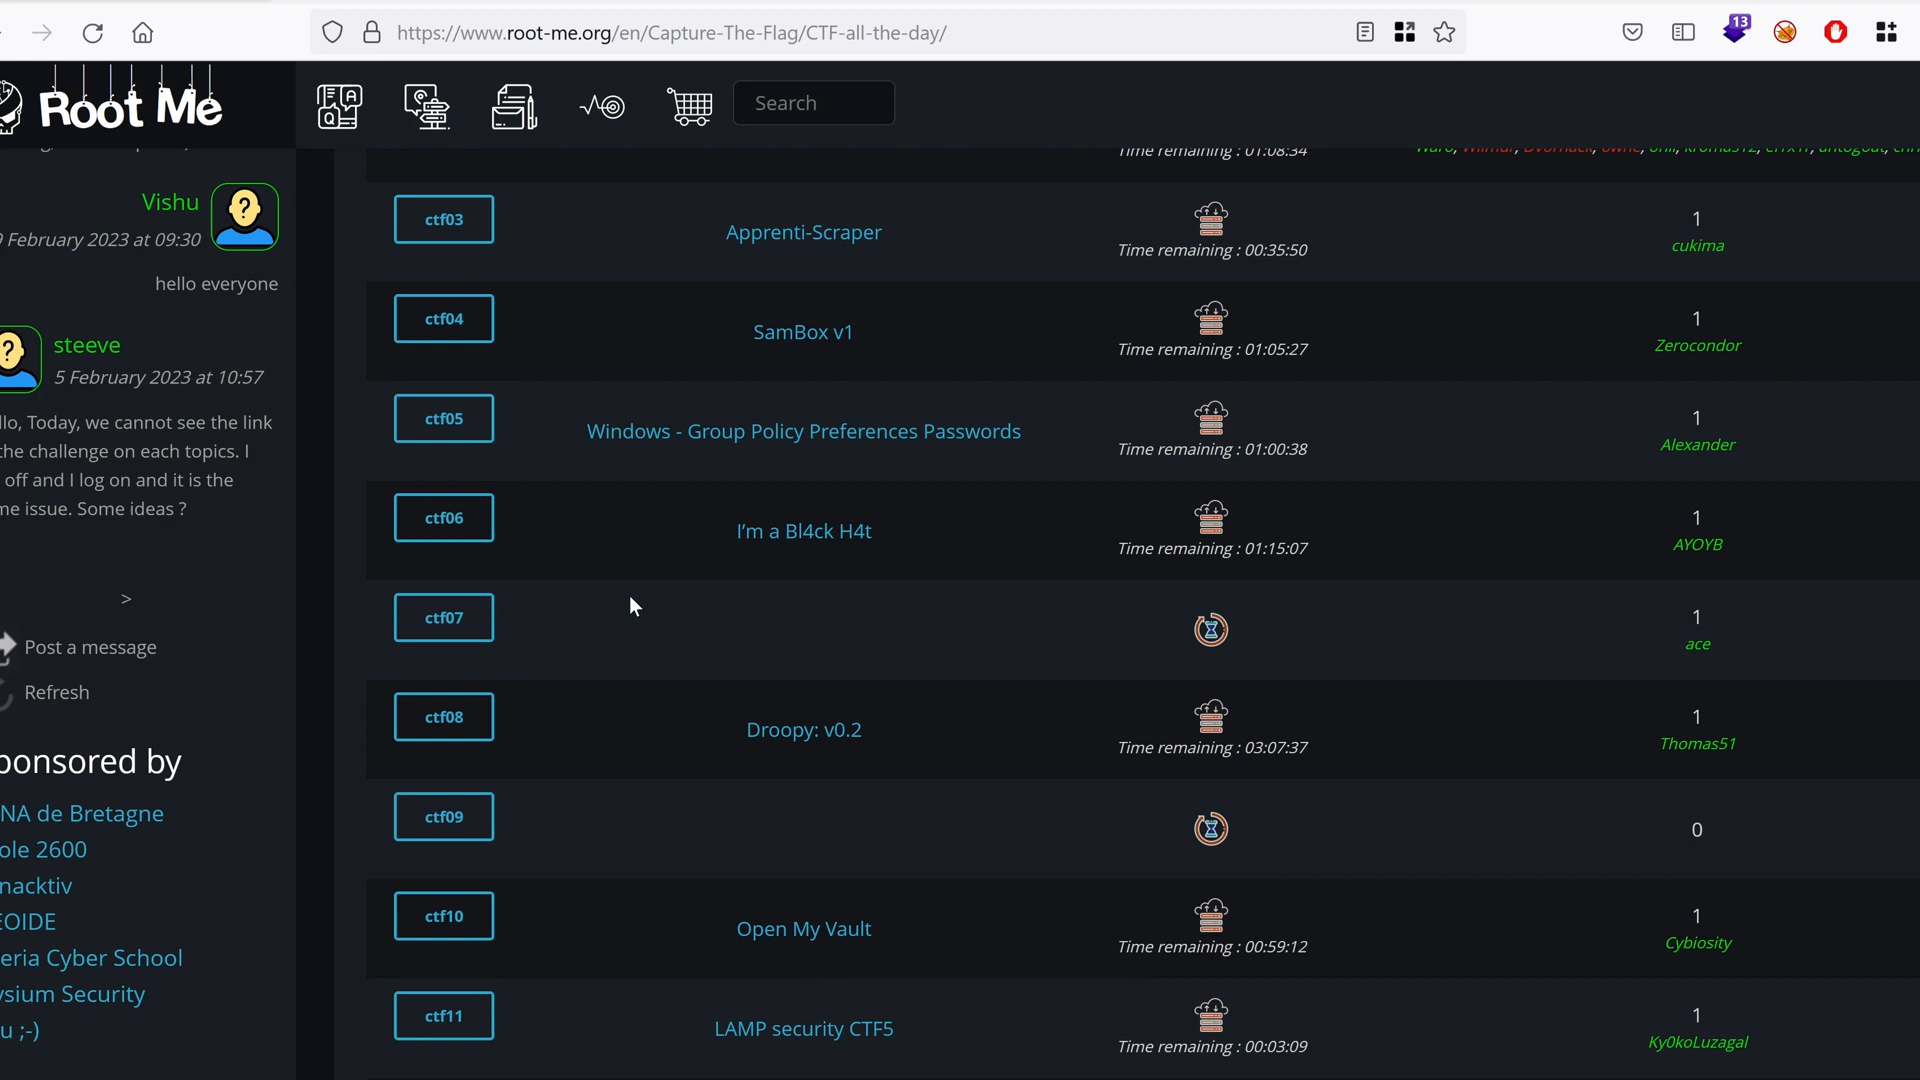 https://www.root-me.org/en/Capture-The-Flag/CTF-all-the-day/
13
Root Me
Search
Time remaining : 01:08:34
Vishu
9 February 2023 at 09:30
hello everyone
steeve
5 February 2023 at 10:57
llo, Today, we cannot see the link
the challenge on each topics. I
off and I log on and it is the
me issue. Some ideas ?
>
Post a message
Refresh
ponsored by
NA de Bretagne
ole 2600
nacktiv
EOIDE
eria Cyber School
ysium Security
u ;-)
ctf03
Apprenti-Scraper
Time remaining : 00:35:50
1
cukima
ctf04
SamBox v1
Time remaining : 01:05:27
1
Zerocondor
ctf05
Windows - Group Policy Preferences Passwords
Time remaining : 01:00:38
1
Alexander
ctf06
I’m a Bl4ck H4t
Time remaining : 01:15:07
1
AYOYB
ctf07
1
ace
ctf08
Droopy: v0.2
Time remaining : 03:07:37
1
Thomas51
ctf09
0
ctf10
Open My Vault
Time remaining : 00:59:12
1
Cybiosity
ctf11
LAMP security CTF5
Time remaining : 00:03:09
1
Ky0koLuzagal